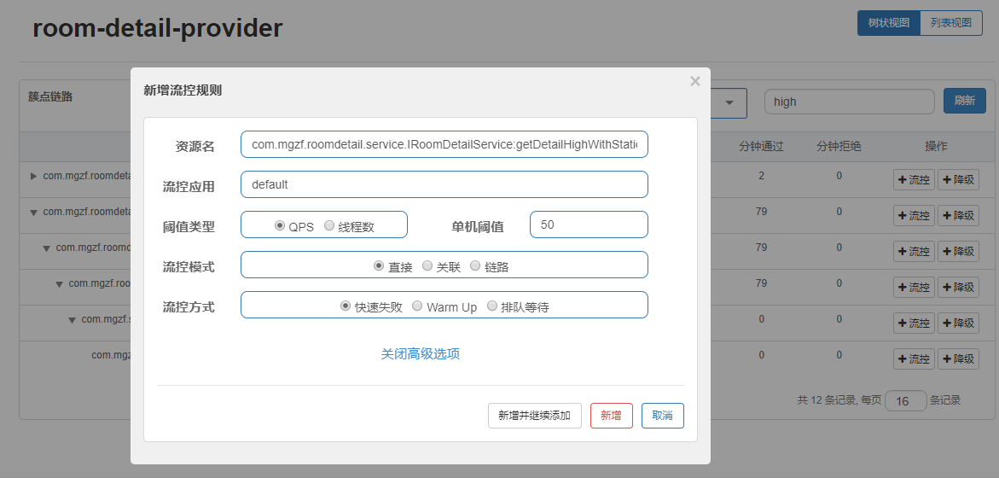 room-detail-provider
树状视图 列表视图
簇点链路
high
刷新
分钟通过 分钟拒绝 操作
com.mgzf.roomdeta
2 0 流控 降级
com.mgzf.roomdeta
79 0 流控 降级
com.mgzf.roomd
79 0 流控 降级
com.mgzf.roo
79 0 流控 降级
com.mgzf.s
0 0 流控 降级
com.mgz
0 0 流控 降级
共 12 条记录, 每页 16 条记录
新增流控规则
×
资源名 com.mgzf.roomdetail.service.IRoomDetailService:getDetailHighWithStatic
流控应用 default
阈值类型 QPS 线程数 单机阈值 50
流控模式 直接 关联 链路
流控方式 快速失败 Warm Up 排队等待
关闭高级选项
新增并继续添加 新增 取消